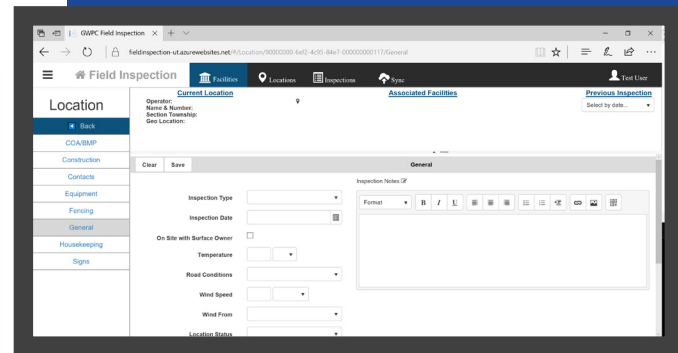 GWPC Field Inspection
fieldinspection-ut.azurewebsites.net/#/Location/90000000-6ef2-4c95-84e7-000000000117/General
Field Inspection Facilities Locations Inspections Sync Test User
Location
Current Location Associated Facilities Previous Inspection
Operator:
Name & Number:
Section Township:
Geo Location:
Select by date...
Back
COA/BMP
Construction
Contacts
Equipment
Fencing
General
Housekeeping
Signs
Clear Save General
Inspection Notes
Format B I U
Inspection Type
Inspection Date
On Site with Surface Owner
Temperature
Road Conditions
Wind Speed
Wind From
Location Status